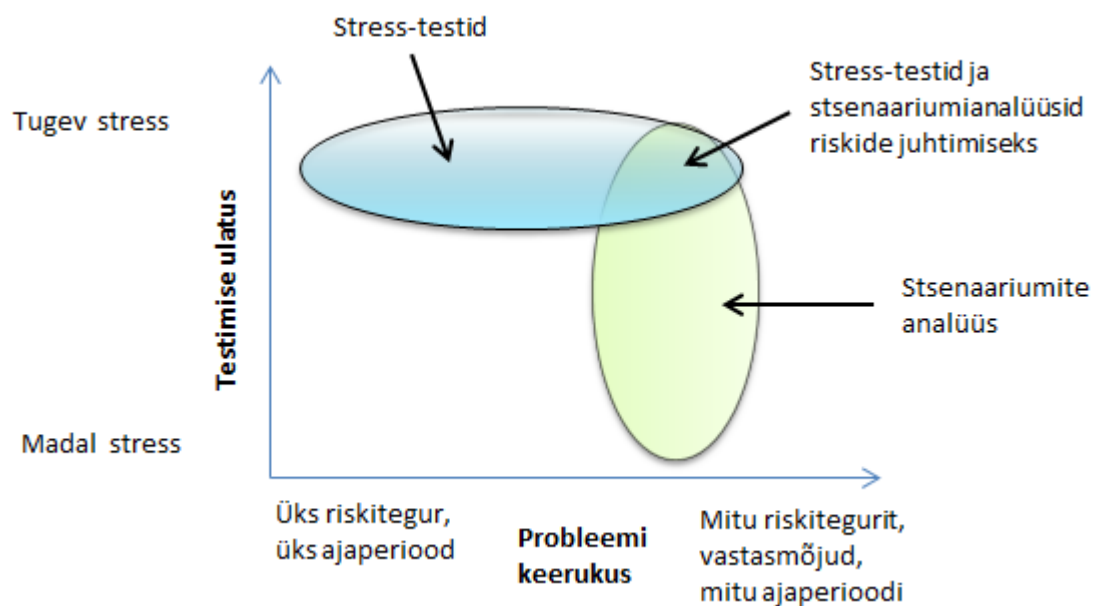 Stress-testid
Stress-testid ja
stsenaariumianalüüsid
riskide juhtimiseks
Tugev stress
Testimise ulatus
Stsenaariumite
analüüs
Madal stress
Üks riskitegur,
üks ajaperiood
Probleemi
keerukus
Mitu riskitegurit,
vastasmõjud,
mitu ajaperioodi